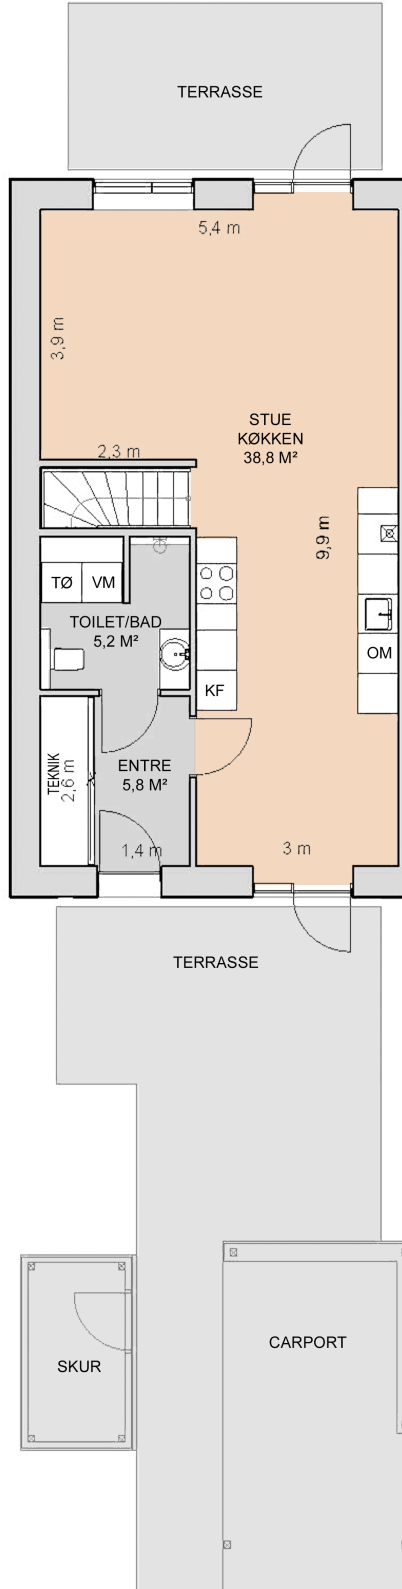 TERRASSE
5,4 m
3,9 m
STUE
KØKKEN
38,8 M²
2,3 m
9,9 m
TØ
VM
TOILET/BAD
5,2 M²
OM
KF
TEKNIK
2,6 m
ENTRE
5,8 M²
1,4 m
3 m
TERRASSE
CARPORT
SKUR